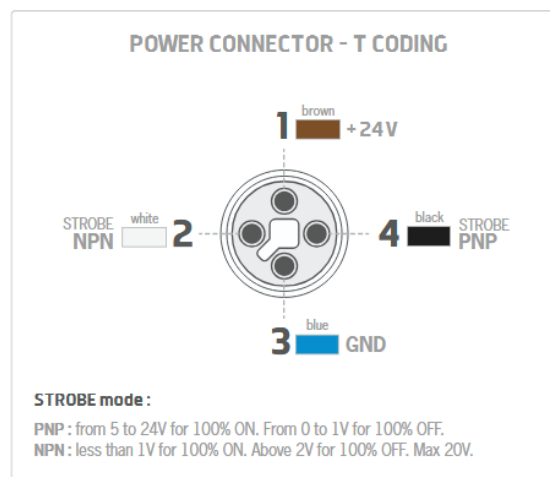 POWER CONNECTOR - T CODING
brown
1 +24V
STROBE NPN white 2
4 black STROBE PNP
blue
3 GND
STROBE mode :
PNP : from 5 to 24V for 100% ON. From 0 to 1V for 100% OFF.
NPN : less than 1V for 100% ON. Above 2V for 100% OFF. Max 20V.